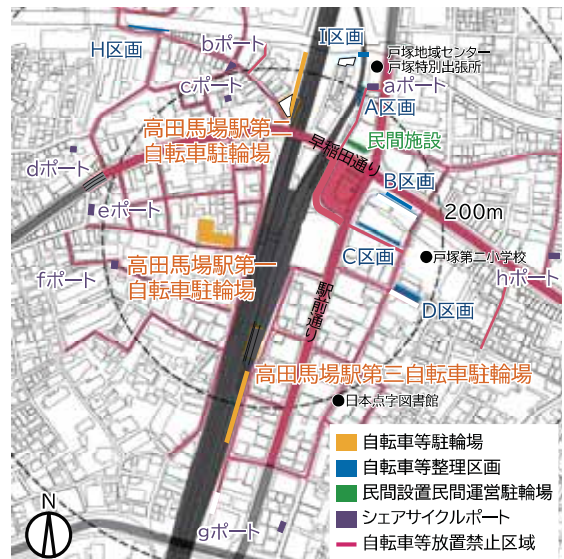 H区画
bポート
I区画
戸塚地域センター
戸塚特別出張所
cポート
aポート
A区画
高田馬場駅第二
自転車駐輪場
民間施設
早稲田通り
dポート
B区画
eポート
200m
C区画
戸塚第二小学校
fポート
高田馬場駅第一
自転車駐輪場
hポート
D区画
駅前通り
高田馬場駅第三自転車駐輪場
日本点字図書館
自転車等駐輪場
自転車等整理区画
民間設置民間運営駐輪場
シェアサイクルポート
自転車等放置禁止区域
N
gポート